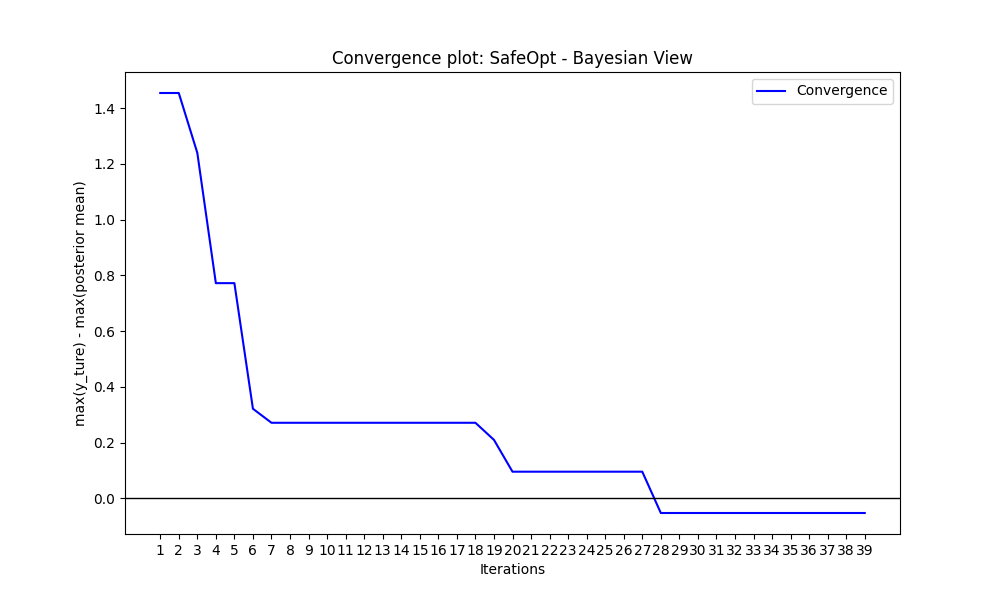 Convergence plot: SafeOpt - Bayesian View
Convergence
max(y_ture) - max(posterior mean)
1.4
1.2
1.0
0.8
0.6
0.4
0.2
0.0
1 2 3 4 5 6 7 8 9 10 11 12 13 14 15 16 17 18 19 20 21 22 23 24 25 26 27 28 29 30 31 32 33 34 35 36 37 38 39
Iterations